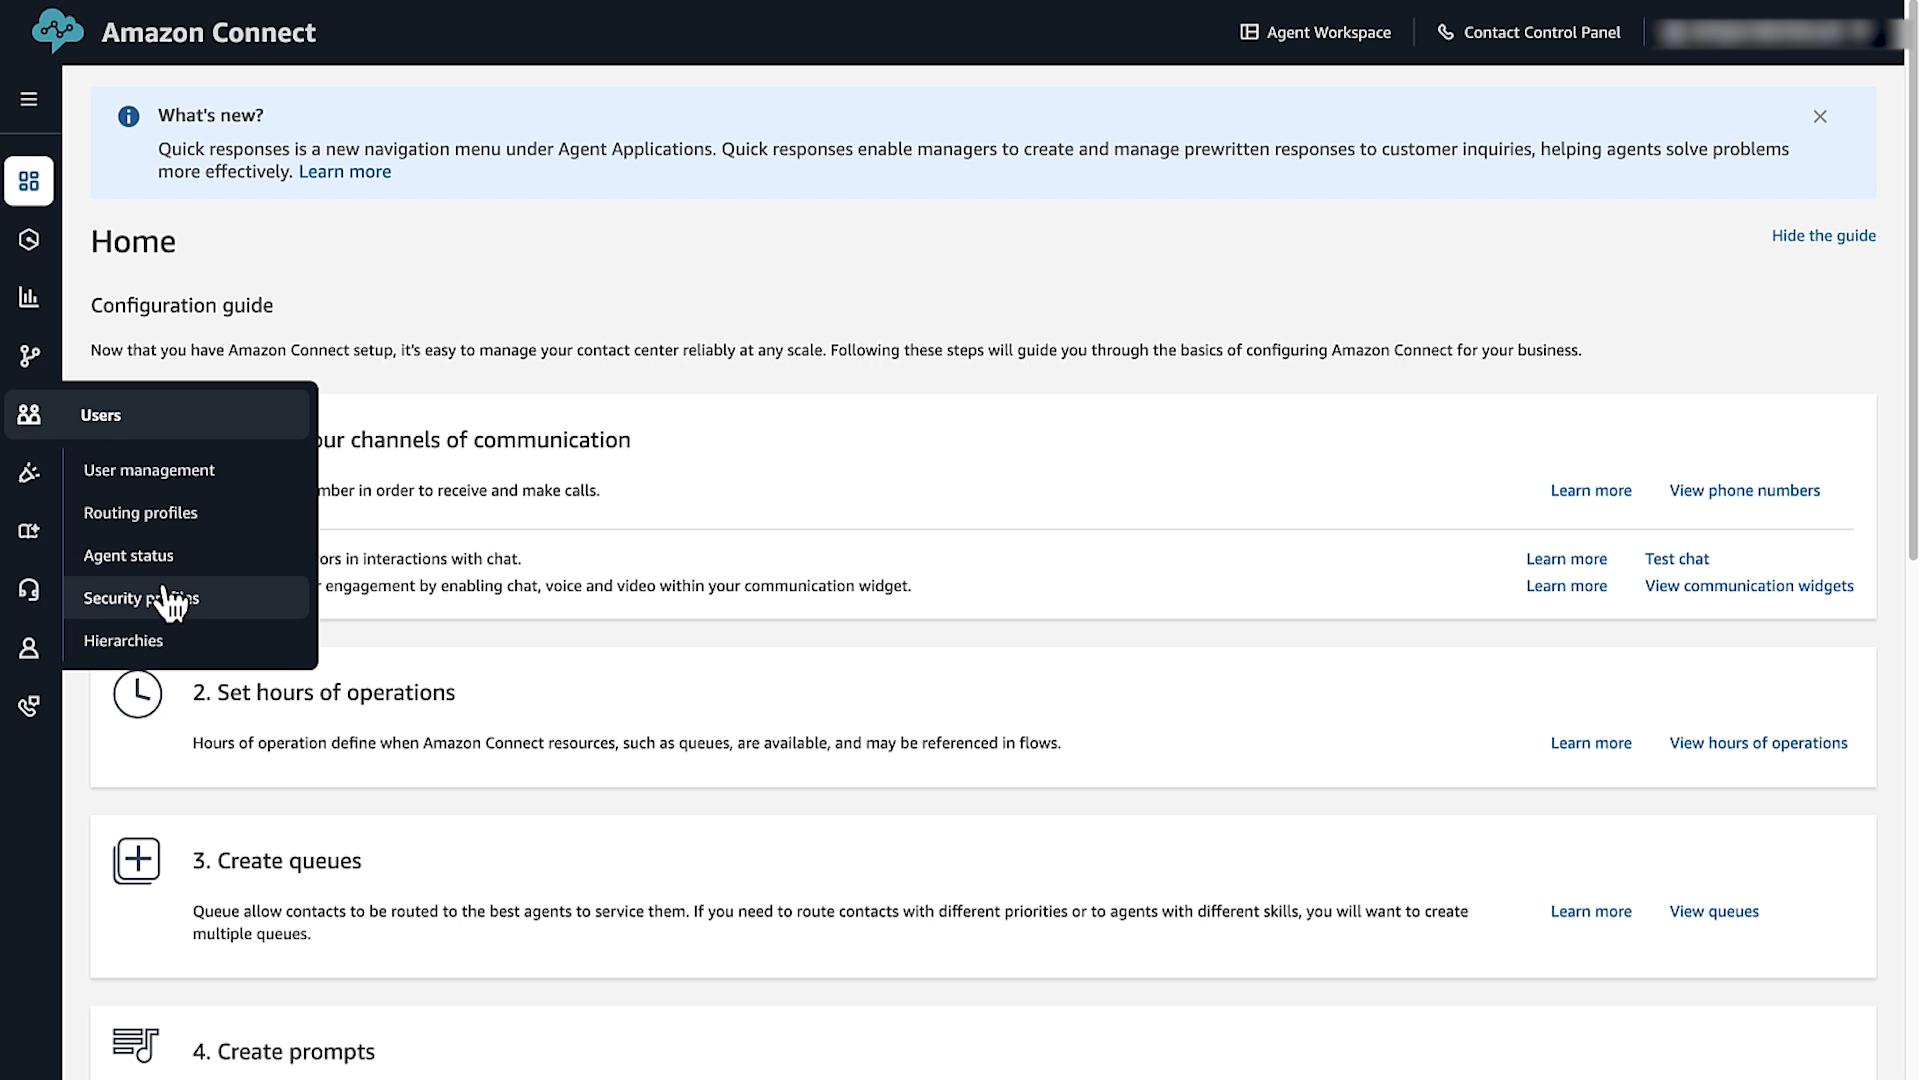 Amazon Connect
Agent Workspace
Contact Control Panel
What's new?
Quick responses is a new navigation menu under Agent Applications. Quick responses enable managers to create and manage prewritten responses to customer inquiries, helping agents solve problems
more effectively. Learn more
Home
Hide the guide
Configuration guide
Now that you have Amazon Connect setup, it's easy to manage your contact center reliably at any scale. Following these steps will guide you through the basics of configuring Amazon Connect for your business.
Users
User management
Routing profiles
Agent status
Security profiles
Hierarchies
our channels of communication
mber in order to receive and make calls.
Learn more
View phone numbers
ors in interactions with chat.
Learn more
Test chat
engagement by enabling chat, voice and video within your communication widget.
Learn more
View communication widgets
2. Set hours of operations
Hours of operation define when Amazon Connect resources, such as queues, are available, and may be referenced in flows.
Learn more
View hours of operations
3. Create queues
Queue allow contacts to be routed to the best agents to service them. If you need to route contacts with different priorities or to agents with different skills, you will want to create
multiple queues.
Learn more
View queues
4. Create prompts